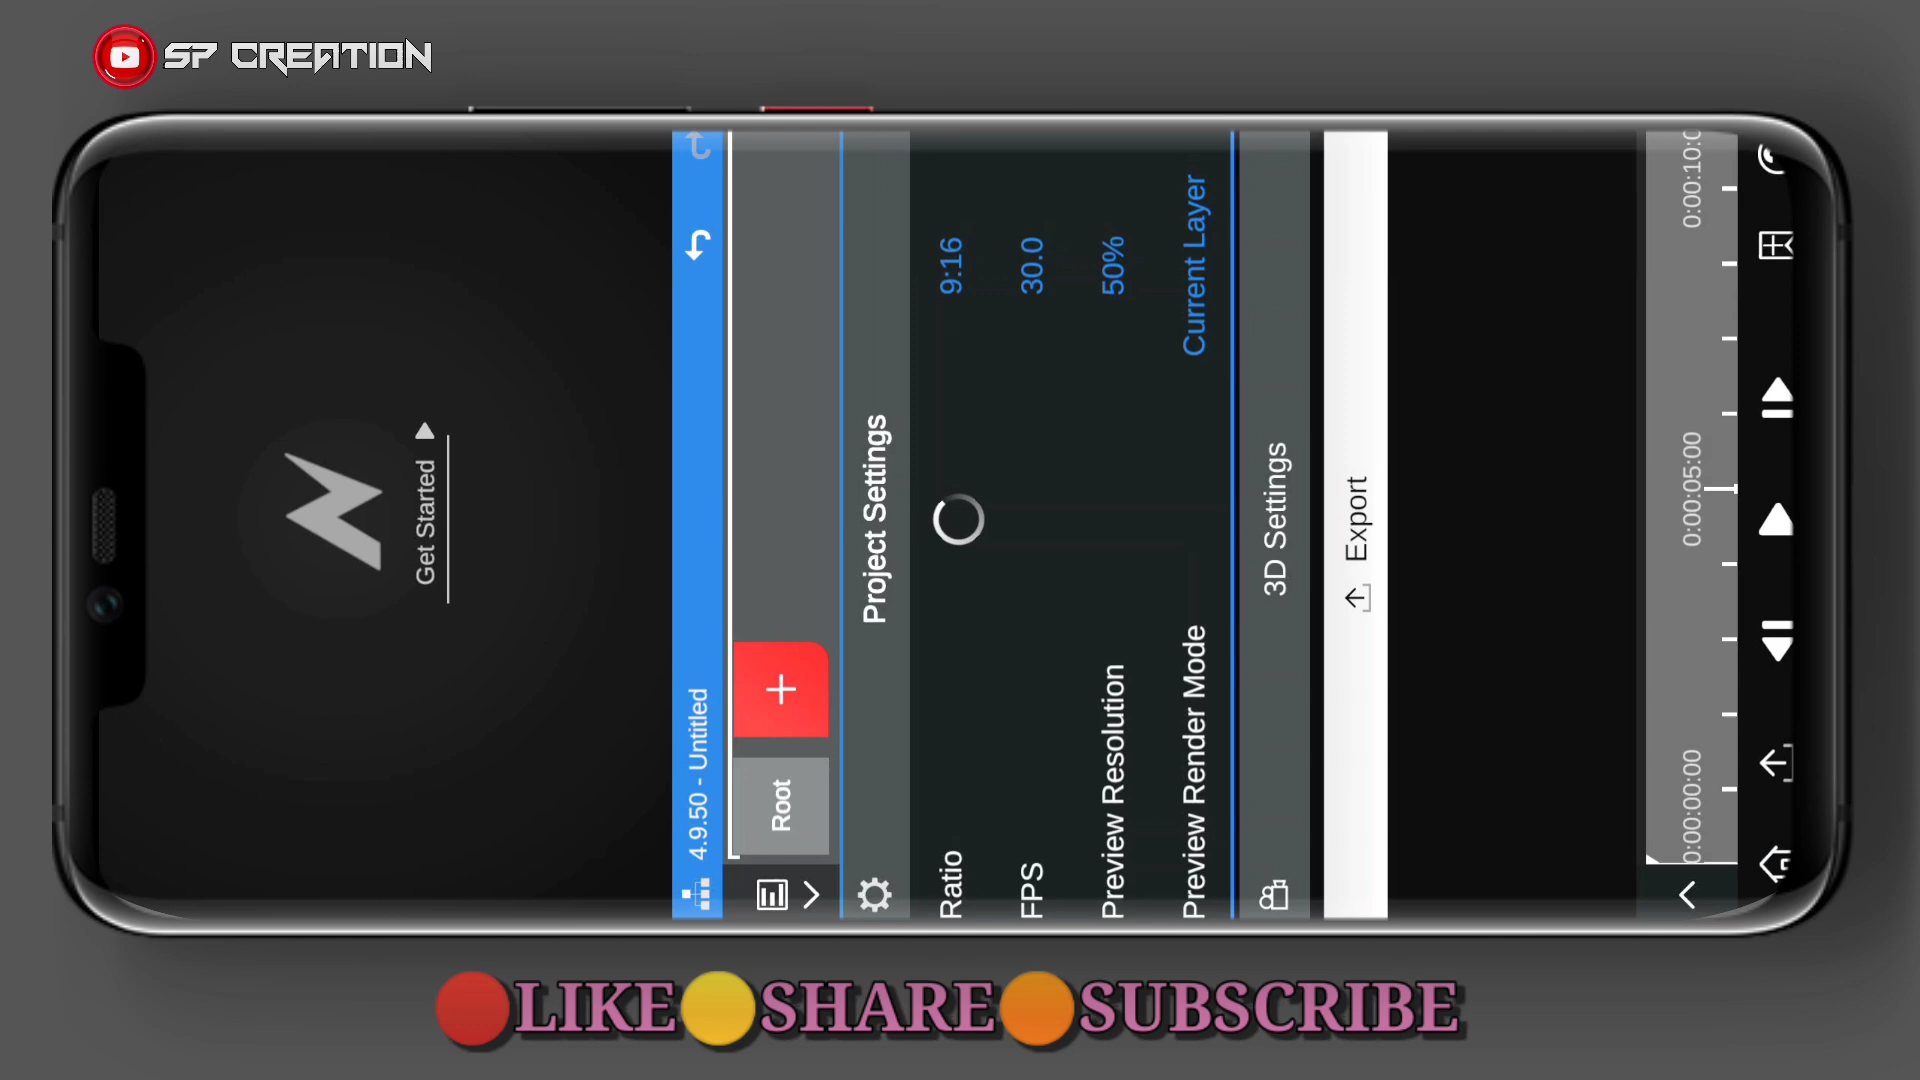 SP CREATION
Get Started
4.9.50 - Untitled
Root
Project Settings
Ratio 9:16
FPS 30.0
Preview Resolution 50%
Preview Render Mode Current Layer
3D Settings
Export
0:00:00:00 0:00:05:00 0:00:10:0
LIKE SHARE SUBSCRIBE